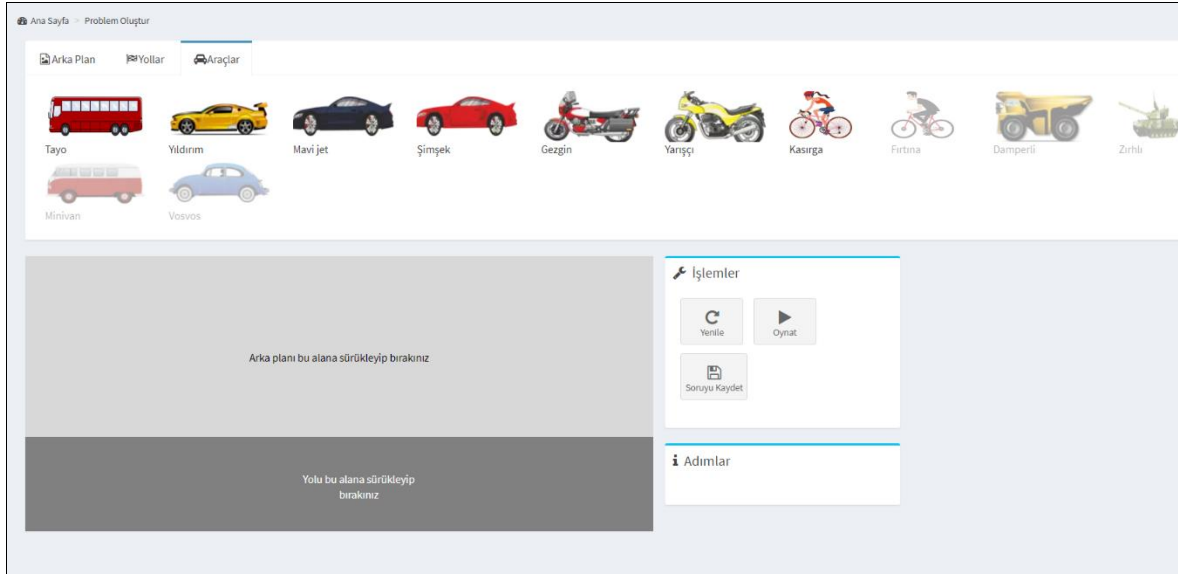 Ana Sayfa > Problem Oluştur
Arka Plan Yollar Araçlar
Tayo Yıldırım Mavi jet Şimşek Gezgin Yarışçı Kasırga Fırtına Damperli Zırhlı
Minivan Vosvos
Arka planı bu alana sürükleyip bırakınız
Yolu bu alana sürükleyip
bırakınız
İşlemler
Yenile Oynat
Soruyu Kaydet
Adımlar